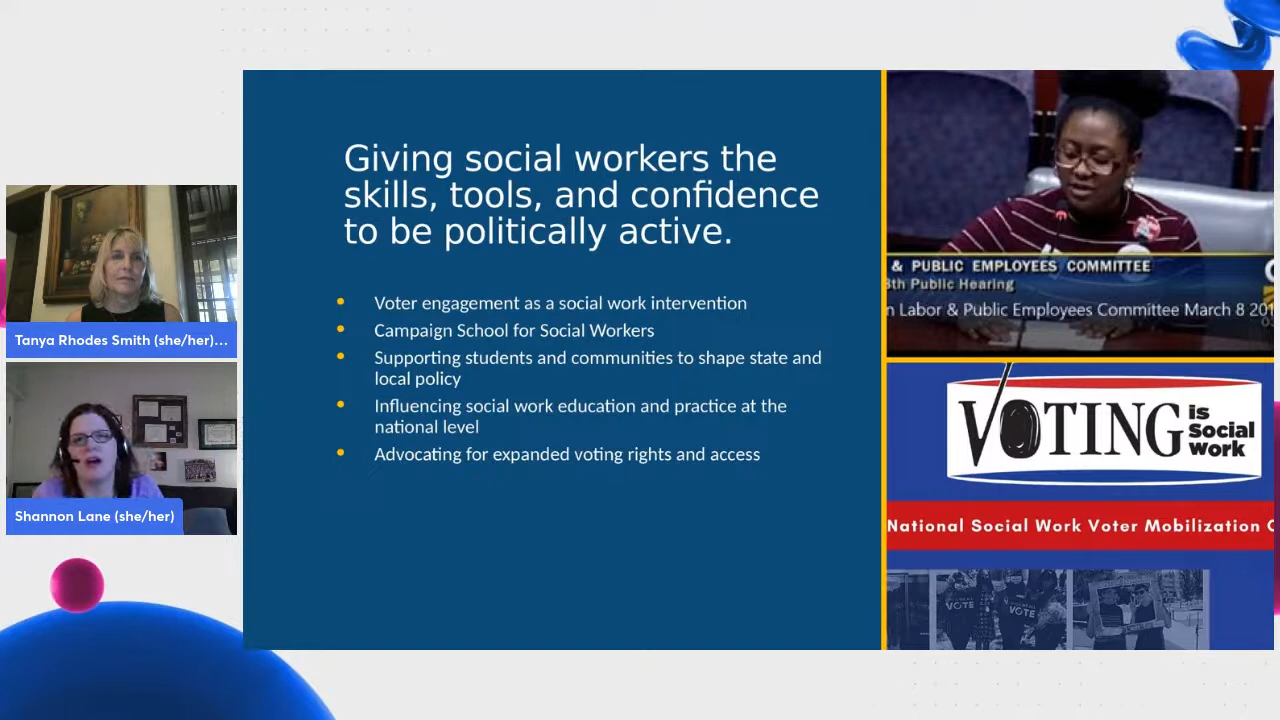 Giving social workers the
skills, tools, and confidence
to be politically active.
• Voter engagement as a social work intervention
• Campaign School for Social Workers
• Supporting students and communities to shape state and
local policy
• Influencing social work education and practice at the
national level
• Advocating for expanded voting rights and access
Tanya Rhodes Smith (she/her)...
Shannon Lane (she/her)
& PUBLIC EMPLOYEES COMMITTEE
8th Public Hearing
n Labor & Public Employees Committee March 8 201
VOTING is
Social
Work
National Social Work Voter Mobilization
VOTE
VOTE